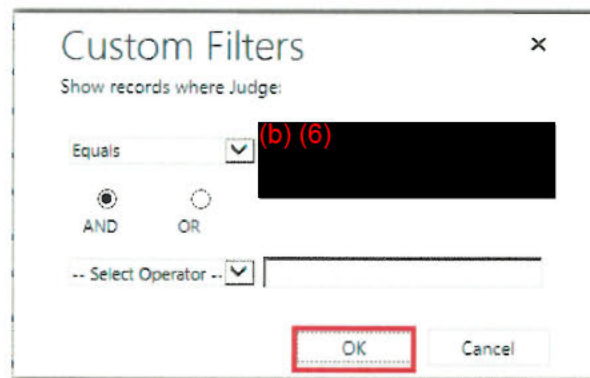 Custom Filters ×
Show records where Judge:
Equals (b) (6)
AND OR
-- Select Operator --
OK Cancel